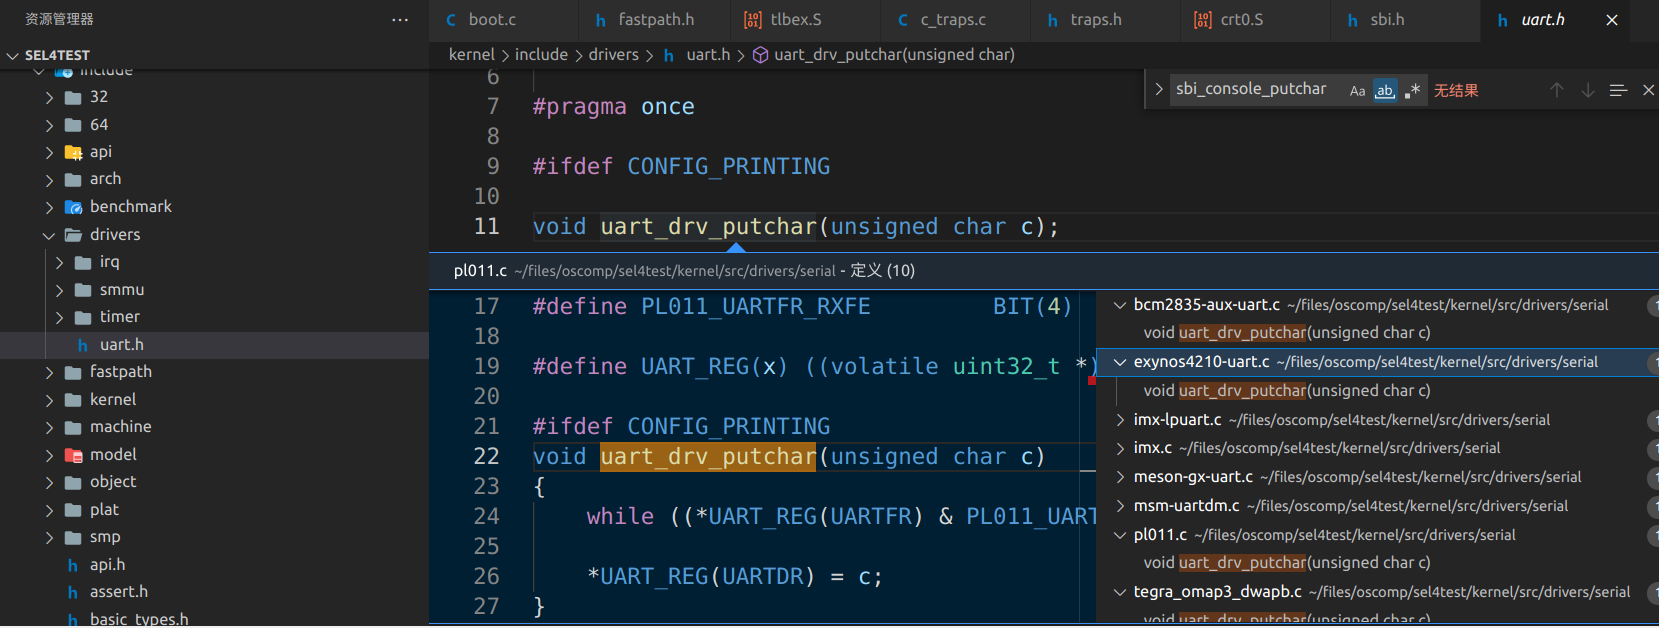 资源管理器
···
SEL4TEST
include
32
64
api
arch
benchmark
drivers
irq
smmu
timer
uart.h
fastpath
kernel
machine
model
object
plat
smp
api.h
assert.h
basic_types.h
boot.c
fastpath.h
tlbex.S
c_traps.c
traps.h
crt0.S
sbi.h
uart.h
kernel > include > drivers > h uart.h > uart_drv_putchar(unsigned char)
sbi_console_putchar Aa ab .* 无结果
6
7 #pragma once
8
9 #ifdef CONFIG_PRINTING
10
11 void uart_drv_putchar(unsigned char c);
pl011.c ~/files/oscomp/sel4test/kernel/src/drivers/serial - 定义 (10)
17 #define PL011_UARTFR_RXFE BIT(4)
18
19 #define UART_REG(x) ((volatile uint32_t *)
20
21 #ifdef CONFIG_PRINTING
22 void uart_drv_putchar(unsigned char c)
23 {
24 while ((*UART_REG(UARTFR) & PL011_UART
25
26 *UART_REG(UARTDR) = c;
27 }
bcm2835-aux-uart.c ~/files/oscomp/sel4test/kernel/src/drivers/serial
void uart_drv_putchar(unsigned char c)
exynos4210-uart.c ~/files/oscomp/sel4test/kernel/src/drivers/serial
void uart_drv_putchar(unsigned char c)
imx-lpuart.c ~/files/oscomp/sel4test/kernel/src/drivers/serial
imx.c ~/files/oscomp/sel4test/kernel/src/drivers/serial
meson-gx-uart.c ~/files/oscomp/sel4test/kernel/src/drivers/serial
msm-uartdm.c ~/files/oscomp/sel4test/kernel/src/drivers/serial
pl011.c ~/files/oscomp/sel4test/kernel/src/drivers/serial
void uart_drv_putchar(unsigned char c)
tegra_omap3_dwapb.c ~/files/oscomp/sel4test/kernel/src/drivers/serial
void uart_drv_putchar(unsigned char c)